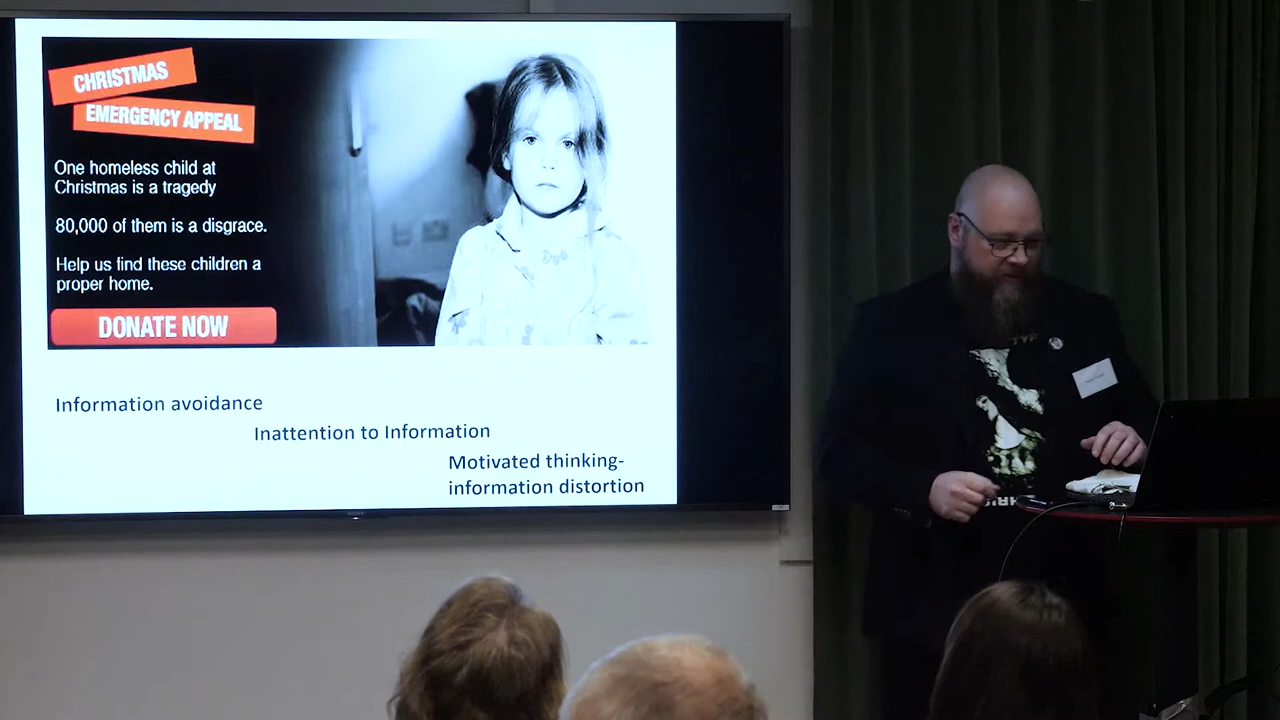 CHRISTMAS
EMERGENCY APPEAL
One homeless child at
Christmas is a tragedy
80,000 of them is a disgrace.
Help us find these children a
proper home.
DONATE NOW
Information avoidance
Inattention to Information
Motivated thinking-
information distortion
SONY